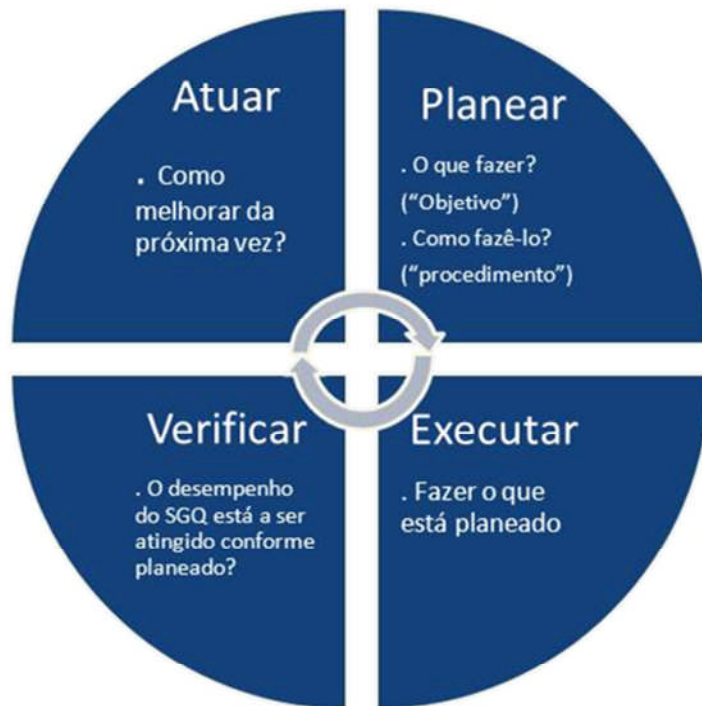 Atuar
. Como
melhorar da
próxima vez?
Planear
. O que fazer?
(“Objetivo”)
. Como fazê-lo?
(“procedimento”)
Verificar
. O desempenho
do SGQ está a ser
atingido conforme
planeado?
Executar
. Fazer o que
está planeado